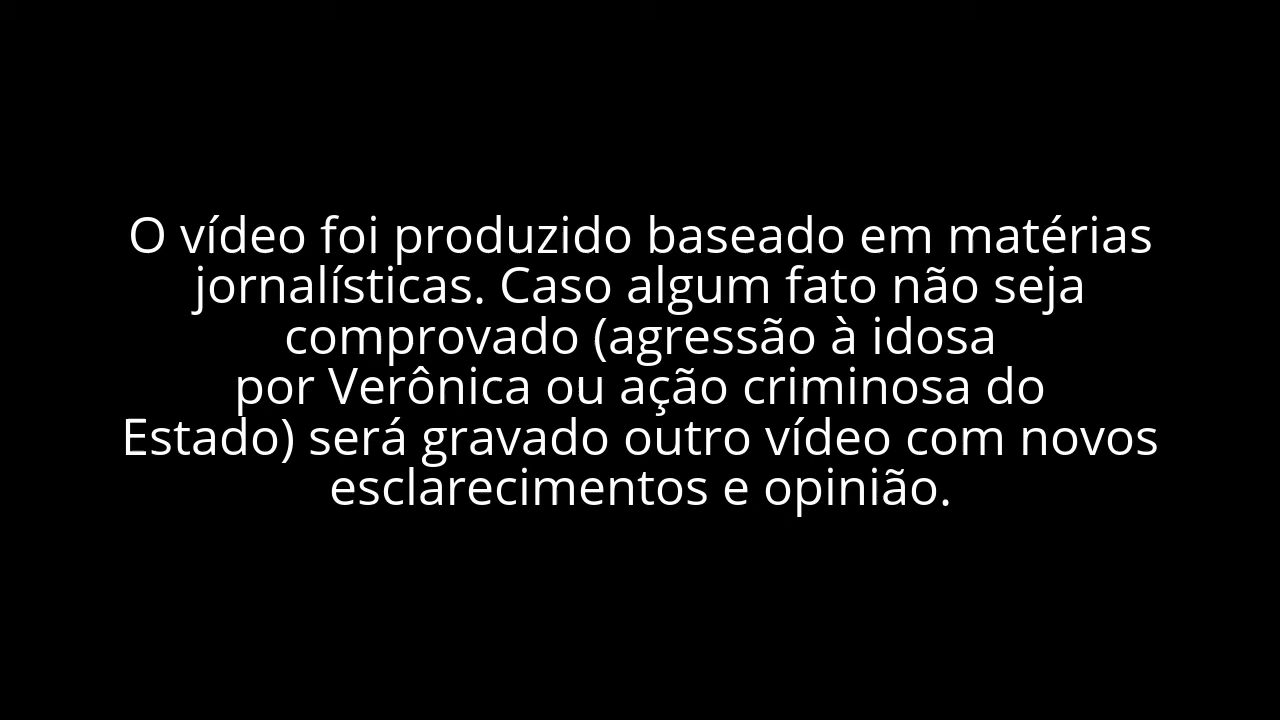 O vídeo foi produzido baseado em matérias
jornalísticas. Caso algum fato não seja
comprovado (agressão à idosa
por Verônica ou ação criminosa do
Estado) será gravado outro vídeo com novos
esclarecimentos e opinião.